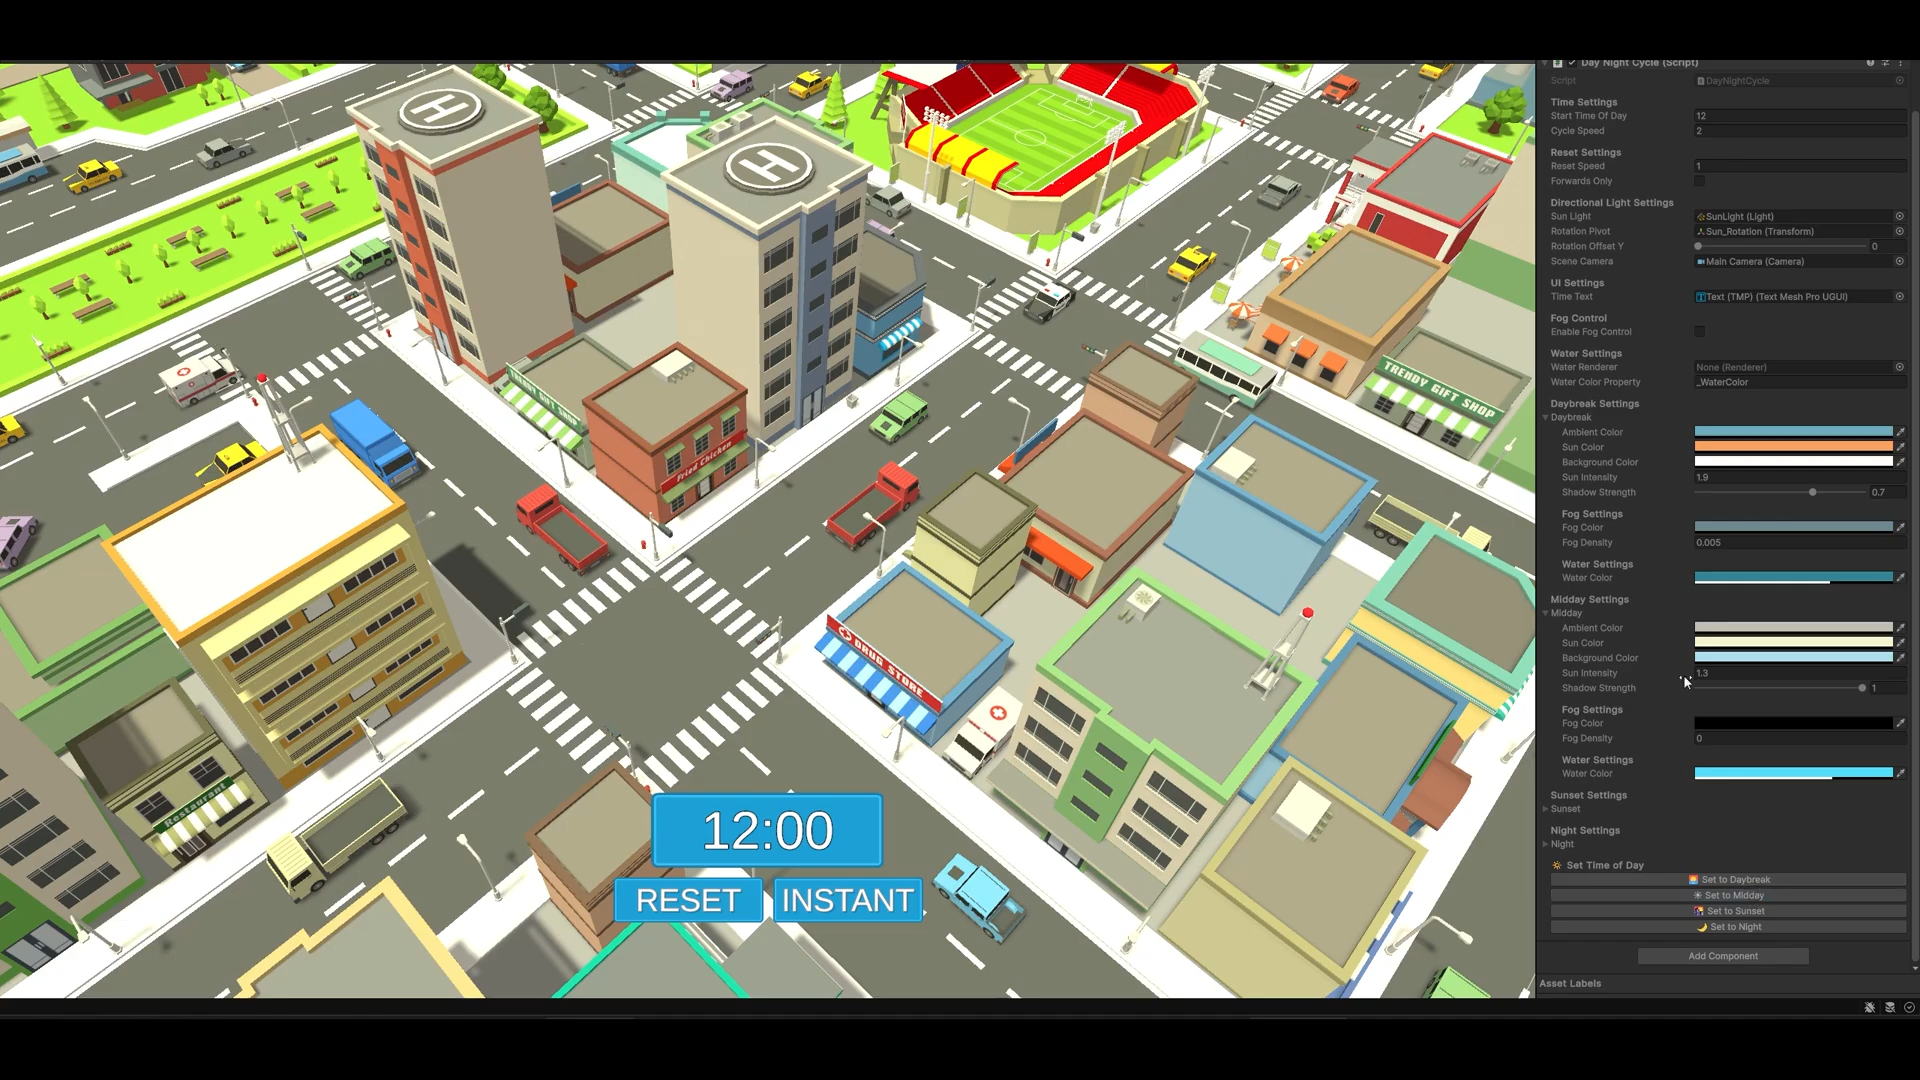 H
H
TRENDY GIFT SHOP
Fried Chicken
TRENDY GIFT SHOP
DRUG STORE
Restaurant
12:00
RESET
INSTANT
Day Night Cycle (Script)
Script DayNightCycle
Time Settings
Start Time Of Day 12
Cycle Speed 2
Reset Settings
Reset Speed 1
Forwards Only
Directional Light Settings
Sun Light SunLight (Light)
Rotation Pivot Sun_Rotation (Transform)
Rotation Offset Y 0
Scene Camera Main Camera (Camera)
UI Settings
Time Text Text (TMP) (Text Mesh Pro UGUI)
Fog Control
Enable Fog Control
Water Settings
Water Renderer None (Renderer)
Water Color Property _WaterColor
Daybreak Settings
Daybreak
Ambient Color
Sun Color
Background Color
Sun Intensity 1.9
Shadow Strength 0.7
Fog Settings
Fog Color
Fog Density 0.005
Water Settings
Water Color
Midday Settings
Midday
Ambient Color
Sun Color
Background Color
Sun Intensity 1.3
Shadow Strength 1
Fog Settings
Fog Color
Fog Density 0
Water Settings
Water Color
Sunset Settings
Sunset
Night Settings
Night
Set Time of Day
Set to Daybreak
Set to Midday
Set to Sunset
Set to Night
Add Component
Asset Labels